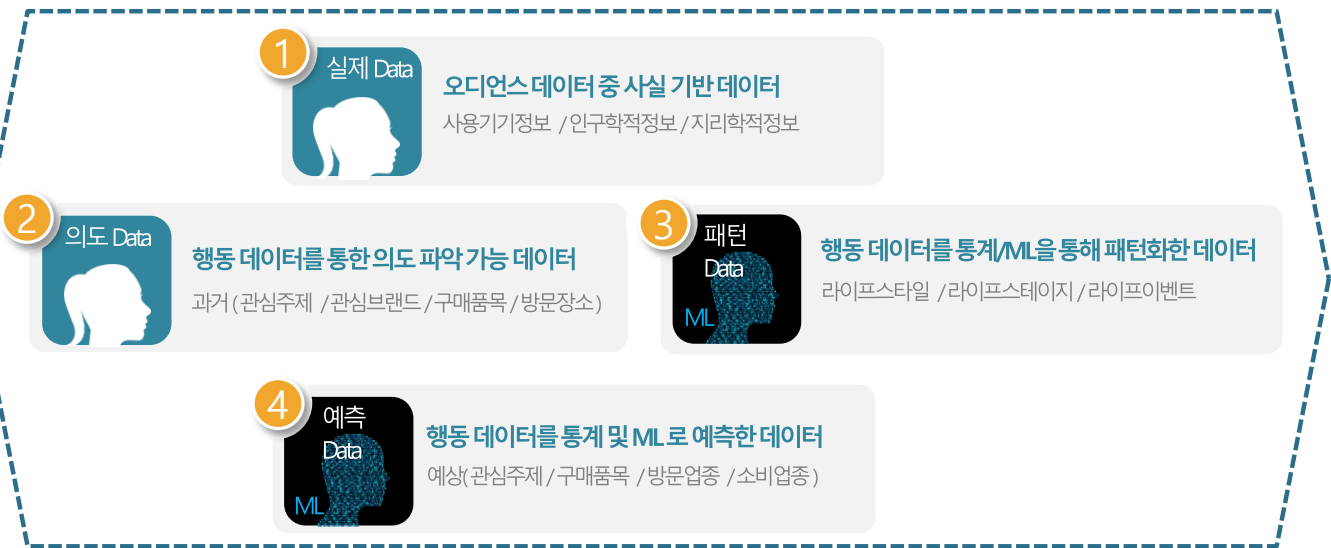 1
실제 Data
오디언스 데이터 중 사실 기반 데이터
사용기기정보 / 인구학적정보 / 지리학적정보
2
의도 Data
행동 데이터를 통한 의도 파악 가능 데이터
과거 ( 관심주제 / 관심브랜드 / 구매품목 / 방문장소 )
3
패턴
Data
ML
행동 데이터를 통계/ML을 통해 패턴화한 데이터
라이프스타일 / 라이프스테이지 / 라이프이벤트
4
예측
Data
ML
행동 데이터를 통계 및 ML로 예측한 데이터
예상( 관심주제 / 구매품목 / 방문업종 / 소비업종 )